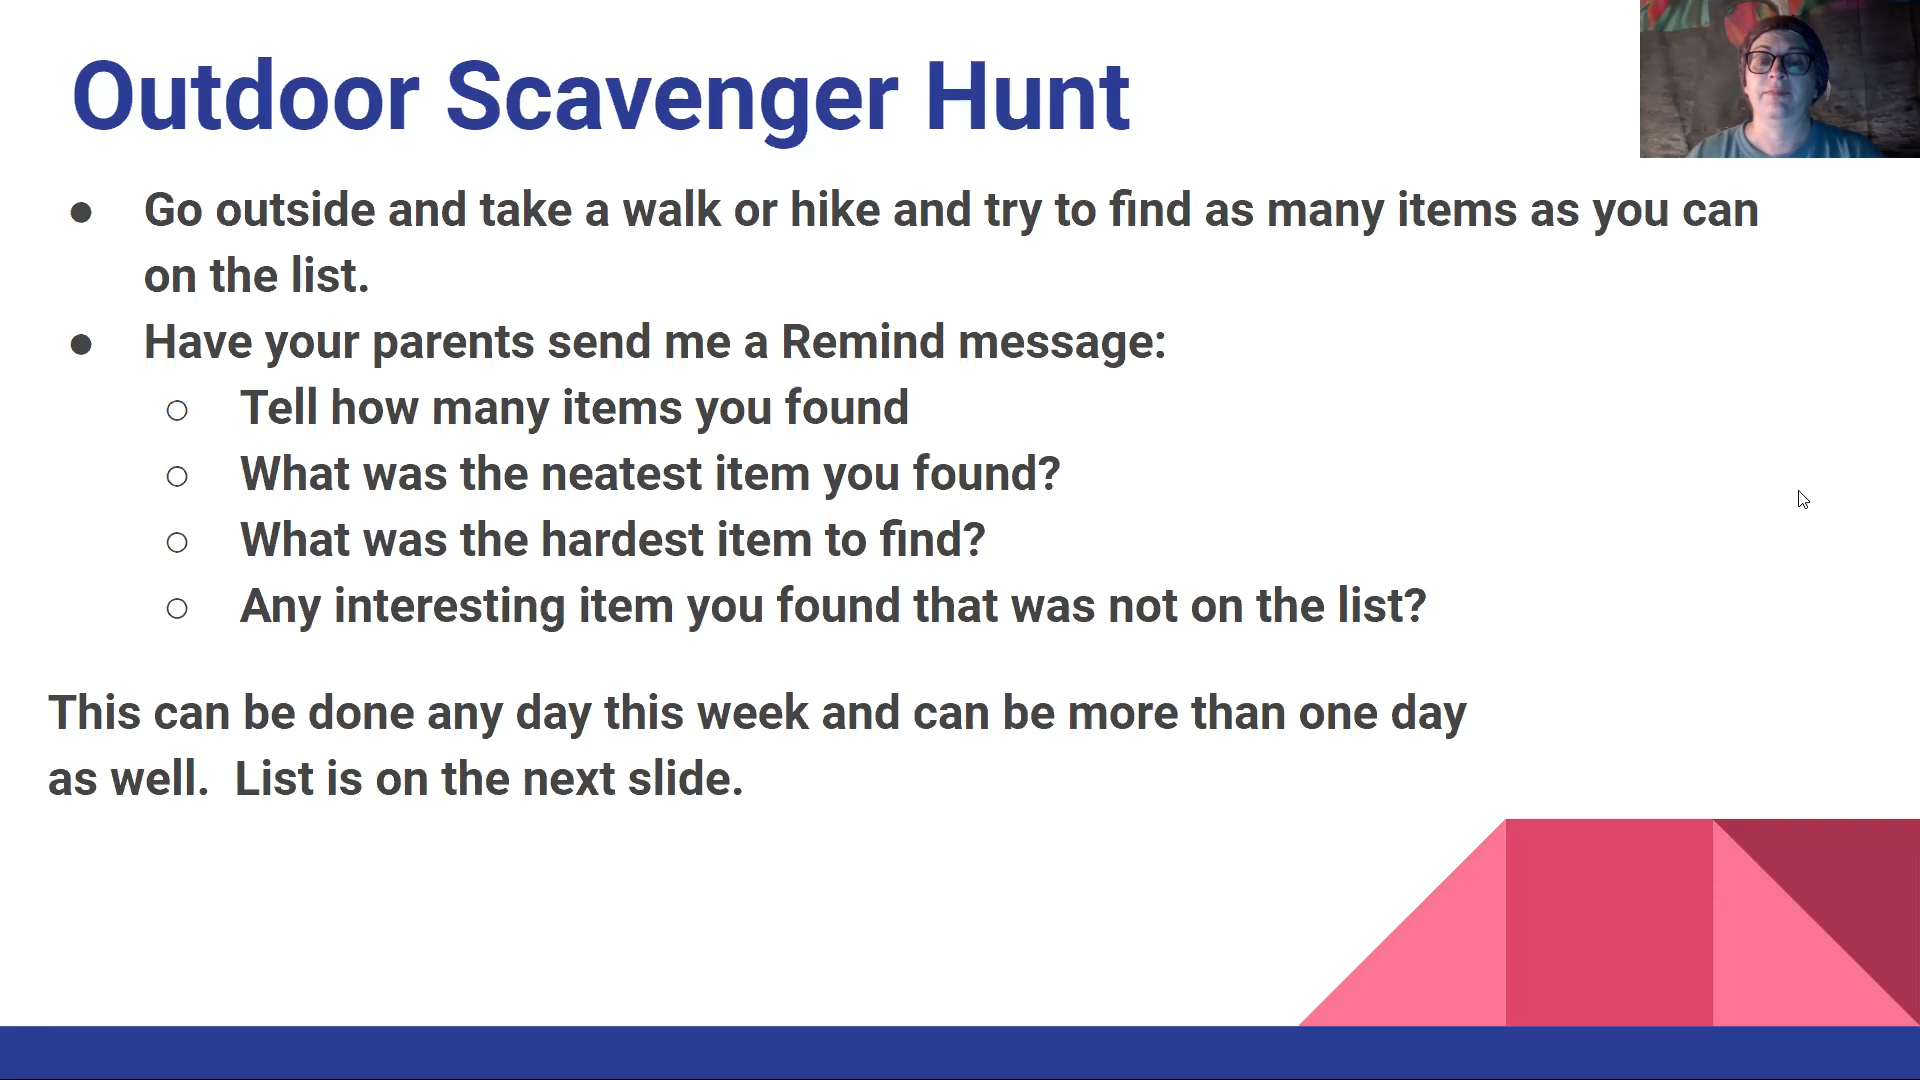 Outdoor Scavenger Hunt
● Go outside and take a walk or hike and try to find as many items as you can
on the list.
● Have your parents send me a Remind message:
○ Tell how many items you found
○ What was the neatest item you found?
○ What was the hardest item to find?
○ Any interesting item you found that was not on the list?
This can be done any day this week and can be more than one day
as well.  List is on the next slide.